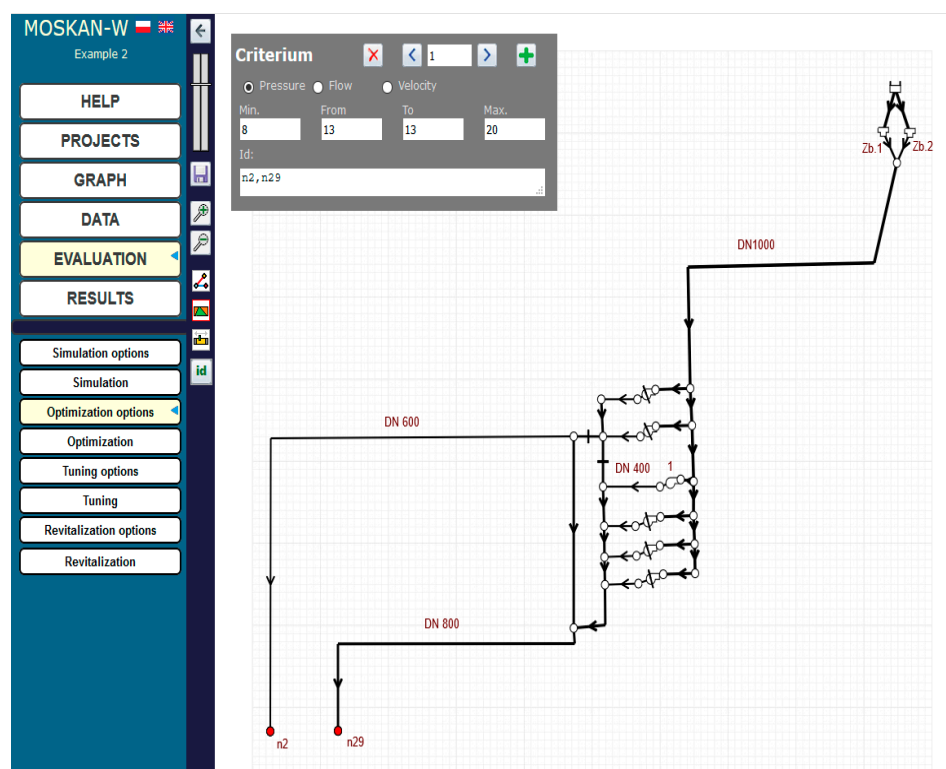 MOSKAN-W
Example 2
HELP
PROJECTS
GRAPH
DATA
EVALUATION
RESULTS
Simulation options
Simulation
Optimization options
Optimization
Tuning options
Tuning
Revitalization options
Revitalization
id
Criterium
1
Pressure Flow Velocity
Min. From To Max.
8 13 13 20
Id:
n2,n29
Zb.1 Zb.2
DN1000
DN 600
DN 400 1
DN 800
n2 n29